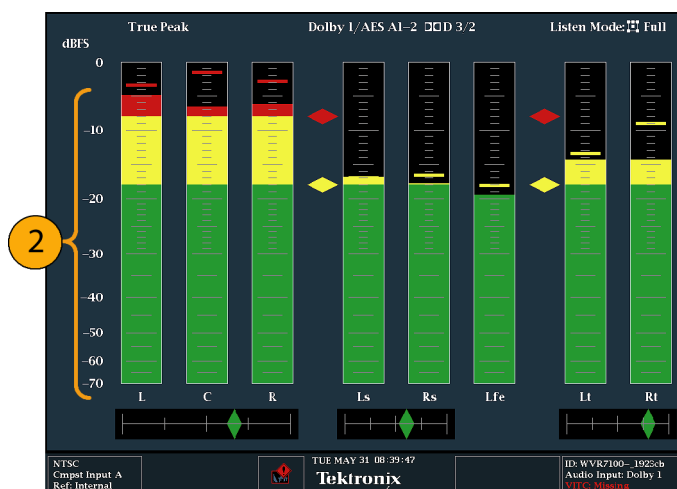 True Peak
Dolby 1/AES A1-2 D 3/2
Listen Mode: Full
dBFS
0
-10
-20
-30
-40
-50
-60
-70
2
L C R Ls Rs Lfe Lt Rt
NTSC
Cmpst Input A
Ref: Internal
TUE MAY 31 08:39:47
Tektronix
ID: WVR7100-_1923cb
Audio Input: Dolby 1
VITC: Missing